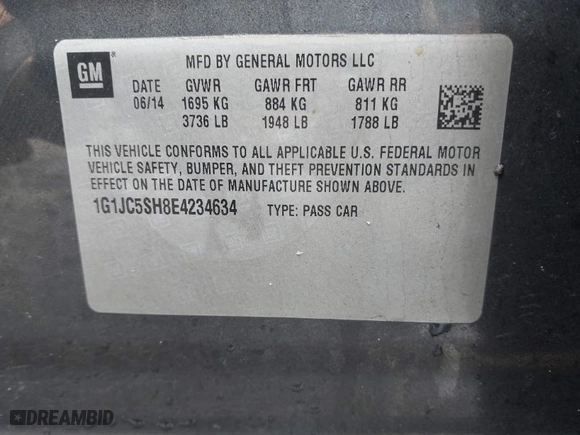 GM
MFD BY GENERAL MOTORS LLC
DATE GVWR GAWR FRT GAWR RR
06/14 1695 KG 884 KG 811 KG
3736 LB 1948 LB 1788 LB
THIS VEHICLE CONFORMS TO ALL APPLICABLE U.S. FEDERAL MOTOR
VEHICLE SAFETY, BUMPER, AND THEFT PREVENTION STANDARDS IN
EFFECT ON THE DATE OF MANUFACTURE SHOWN ABOVE.
1G1JC5SH8E4234634 TYPE: PASS CAR
DREAMBID